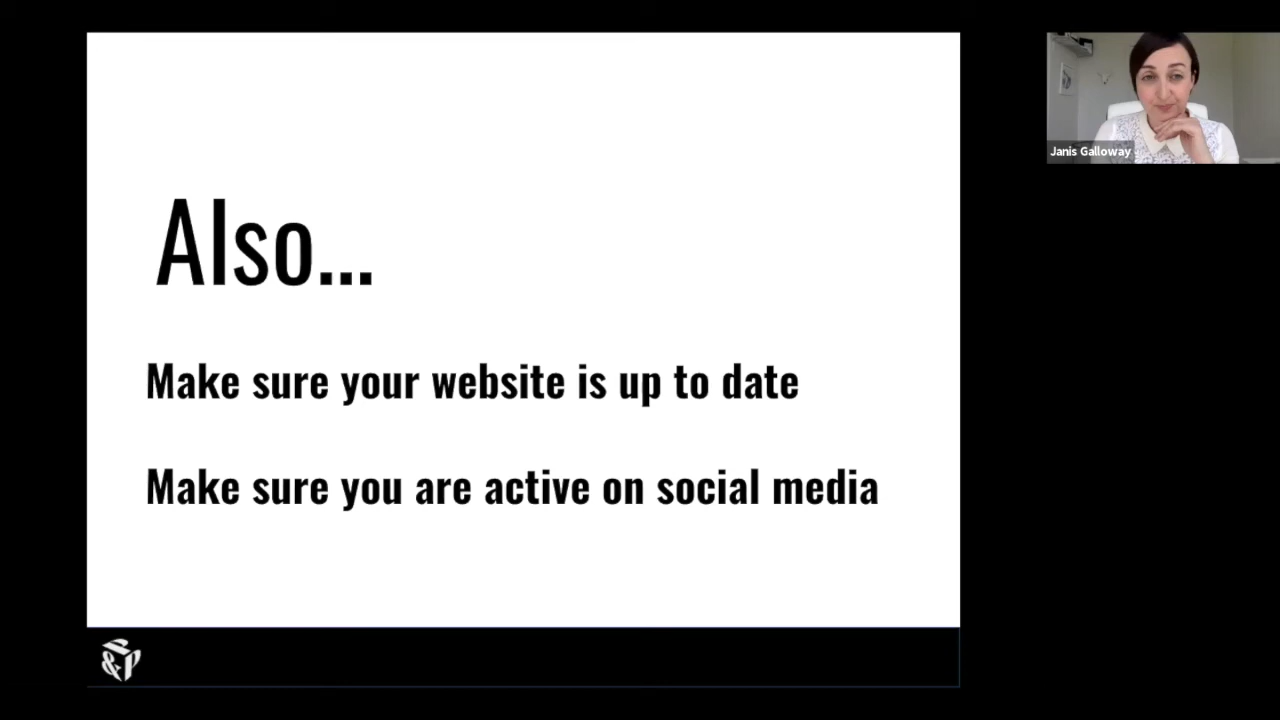 Also...
Make sure your website is up to date
Make sure you are active on social media
Janis Galloway
S&P